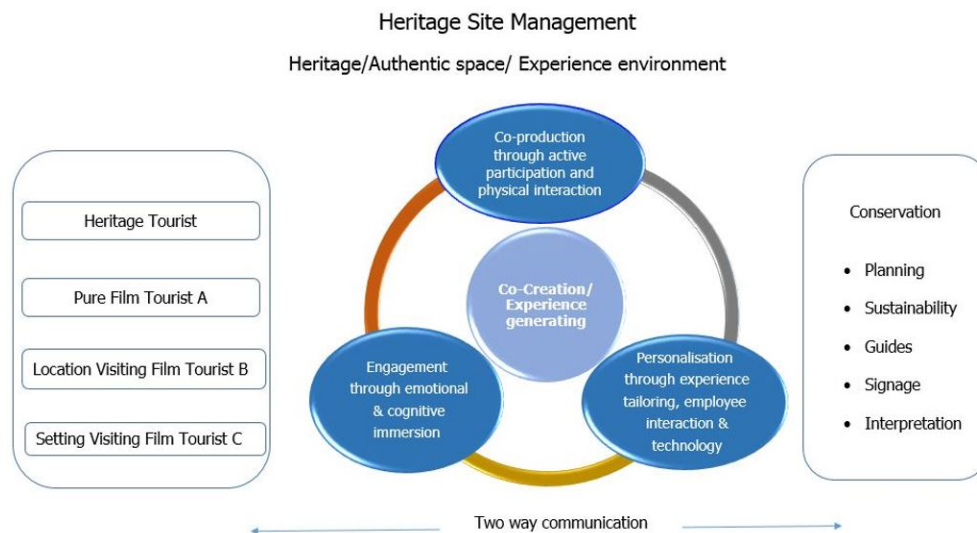 Heritage Site Management
Heritage/Authentic space/ Experience environment
Heritage Tourist
Pure Film Tourist A
Location Visiting Film Tourist B
Setting Visiting Film Tourist C
Co-production
through active
participation and
physical interaction
Co-Creation/
Experience
generating
Engagement
through emotional
& cognitive
immersion
Personalisation
through experience
tailoring, employee
interaction &
technology
Conservation
• Planning
• Sustainability
• Guides
• Signage
• Interpretation
Two way communication